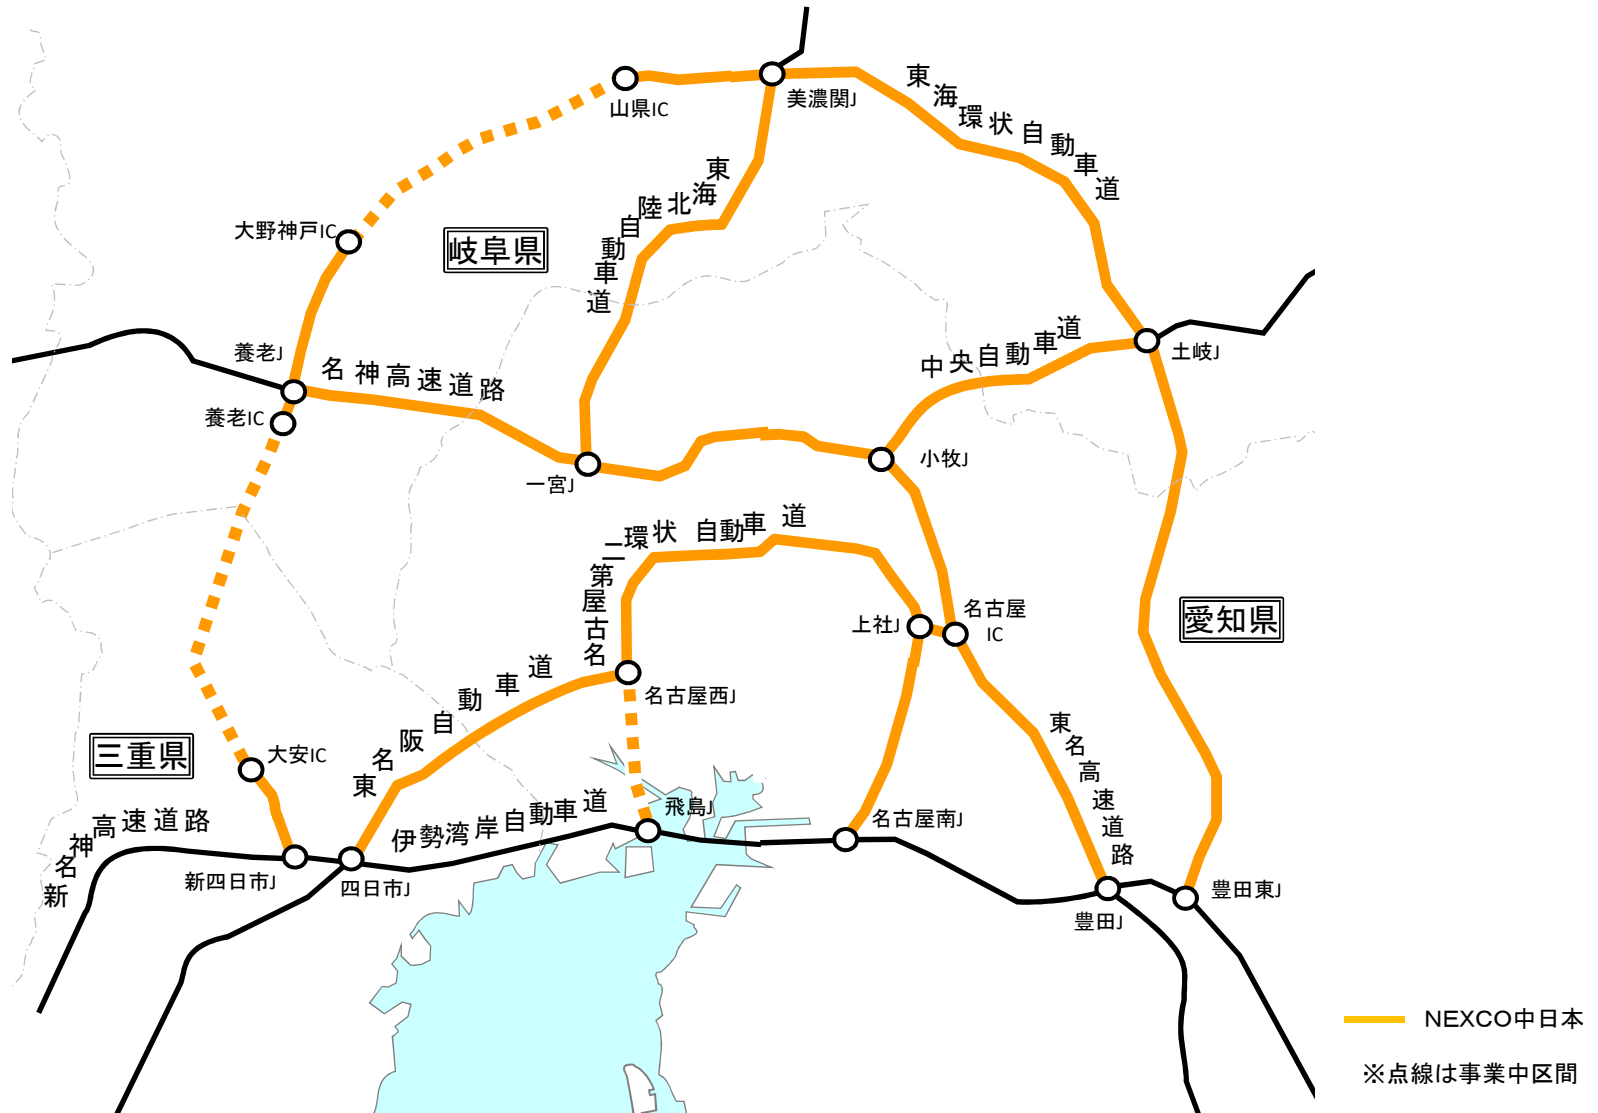 山県IC
美濃関J
東海環状自動車道
大野神戸IC
岐阜県
東海北陸自動車道
養老J
名神高速道路
養老IC
中央自動車道
土岐J
一宮J
小牧J
名古屋第二環状自動車道
上社J
名古屋
IC
愛知県
名古屋西J
東名阪自動車道
三重県
大安IC
東名高速道路
新名神高速道路
伊勢湾岸自動車道
飛島J
名古屋南J
新四日市J
四日市J
豊田J
豊田東J
NEXCO中日本
※点線は事業中区間